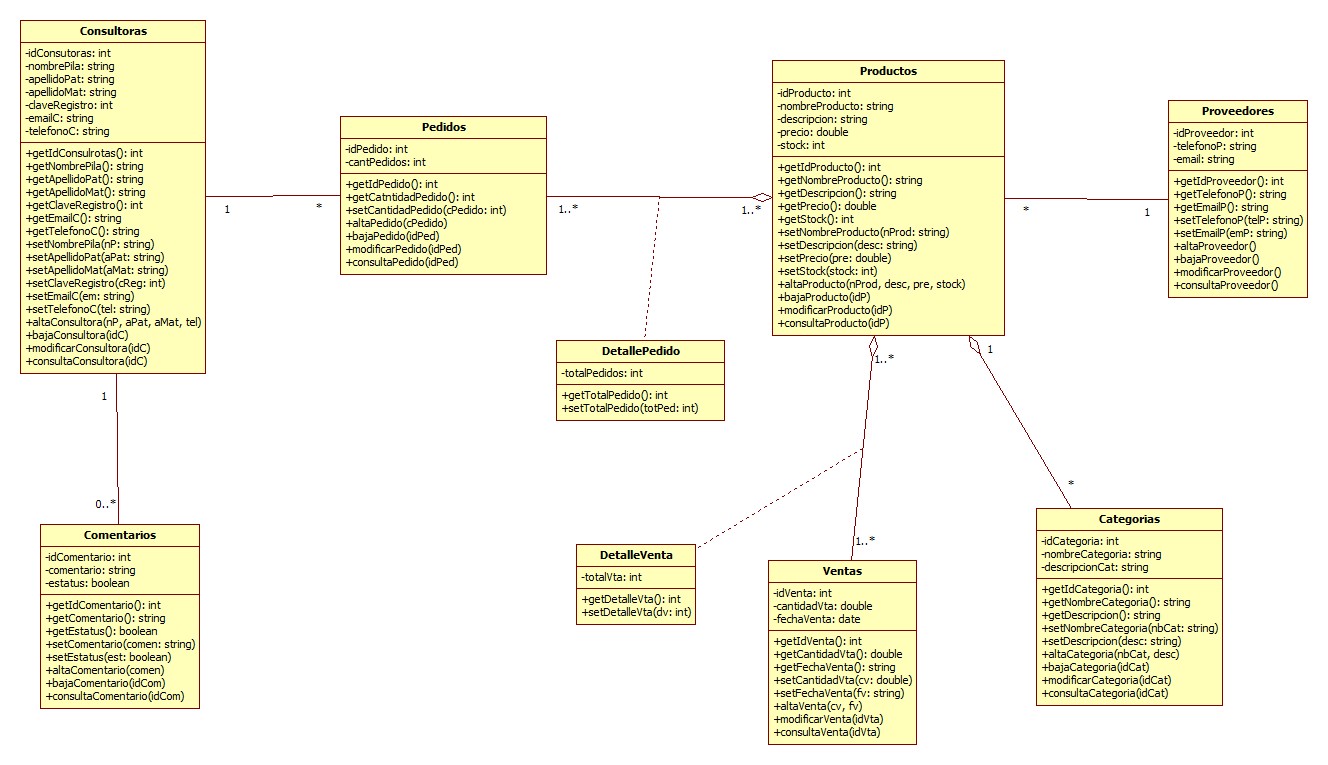 Consultoras
-idConsutoras: int
-nombrePila: string
-apellidoPat: string
-apellidoMat: string
-claveRegistro: int
-emailC: string
-telefonoC: string
+getIdConsulrotas(): int
+getNombrePila(): string
+getApellidoPat(): string
+getApellidoMat(): string
+getClaveRegistro(): int
+getEmailC(): string
+getTelefonoC(): string
+setNombrePila(nP: string)
+setApellidoPat(aPat: string)
+setApellidoMat(aMat: string)
+setClaveRegistro(cReg: int)
+setEmailC(em: string)
+setTelefonoC(tel: string)
+altaConsultora(nP, aPat, aMat, tel)
+bajaConsultora(idC)
+modificarConsultora(idC)
+consultaConsultora(idC)
1
*
Pedidos
-idPedido: int
-cantPedidos: int
+getIdPedido(): int
+getCatntidadPedido(): int
+setCantidadPedido(cPedido: int)
+altaPedido(cPedido)
+bajaPedido(idPed)
+modificarPedido(idPed)
+consultaPedido(idPed)
1..*
1..*
Productos
-idProducto: int
-nombreProducto: string
-descripcion: string
-precio: double
-stock: int
+getIdProducto(): int
+getNombreProducto(): string
+getDescripcion(): string
+getPrecio(): double
+getStock(): int
+setNombreProducto(nProd: string)
+setDescripcion(desc: string)
+setPrecio(pre: double)
+setStock(stock: int)
+altaProducto(nProd, desc, pre, stock)
+bajaProducto(idP)
+modificarProducto(idP)
+consultaProducto(idP)
*
1
Proveedores
-idProveedor: int
-telefonoP: string
-email: string
+getIdProveedor(): int
+getTelefonoP(): string
+getEmailP(): string
+setTelefonoP(telP: string)
+setEmailP(emP: string)
+altaProveedor()
+bajaProveedor()
+modificarProveedor()
+consultaProveedor()
DetallePedido
-totalPedidos: int
+getTotalPedido(): int
+setTotalPedido(totPed: int)
1..*
1
1
0..*
*
1..*
Comentarios
-idComentario: int
-comentario: string
-estatus: boolean
+getIdComentario(): int
+getComentario(): string
+getEstatus(): boolean
+setComentario(comen: string)
+setEstatus(est: boolean)
+altaComentario(comen)
+bajaComentario(idCom)
+consultaComentario(idCom)
DetalleVenta
-totalVta: int
+getDetalleVta(): int
+setDetalleVta(dv: int)
Ventas
-idVenta: int
-cantidadVta: double
-fechaVenta: date
+getIdVenta(): int
+getCantidadVta(): double
+getFechaVenta(): string
+setCantidadVta(cv: double)
+setFechaVenta(fv: string)
+altaVenta(cv, fv)
+modificarVenta(idVta)
+consultaVenta(idVta)
Categorias
-idCategoria: int
-nombreCategoria: string
-descripcionCat: string
+getIdCategoria(): int
+getNombreCategoria(): string
+getDescripcion(): string
+setNombreCategoria(nbCat: string)
+setDescripcion(desc: string)
+altaCategoria(nbCat, desc)
+bajaCategoria(idCat)
+modificarCategoria(idCat)
+consultaCategoria(idCat)